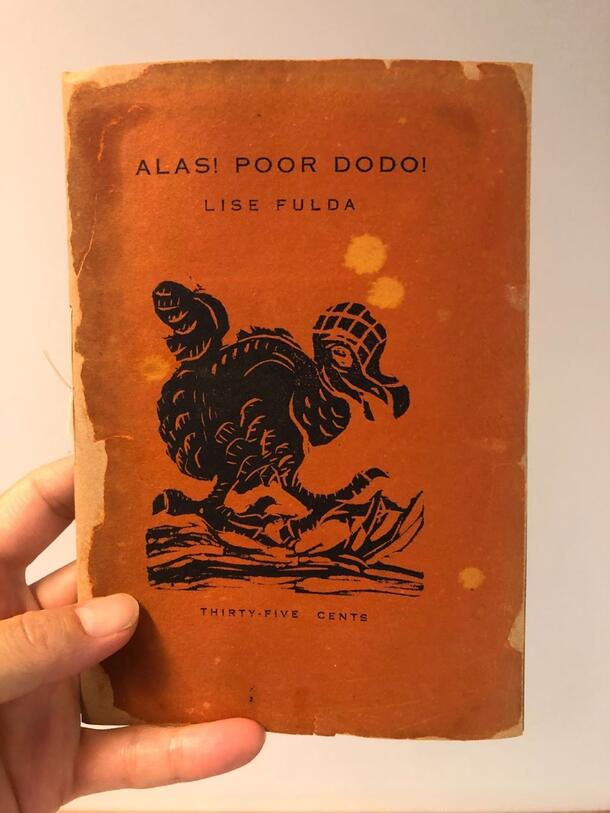 ALAS! POOR DODO!
LISE FULDA
THIRTY-FIVE CENTS